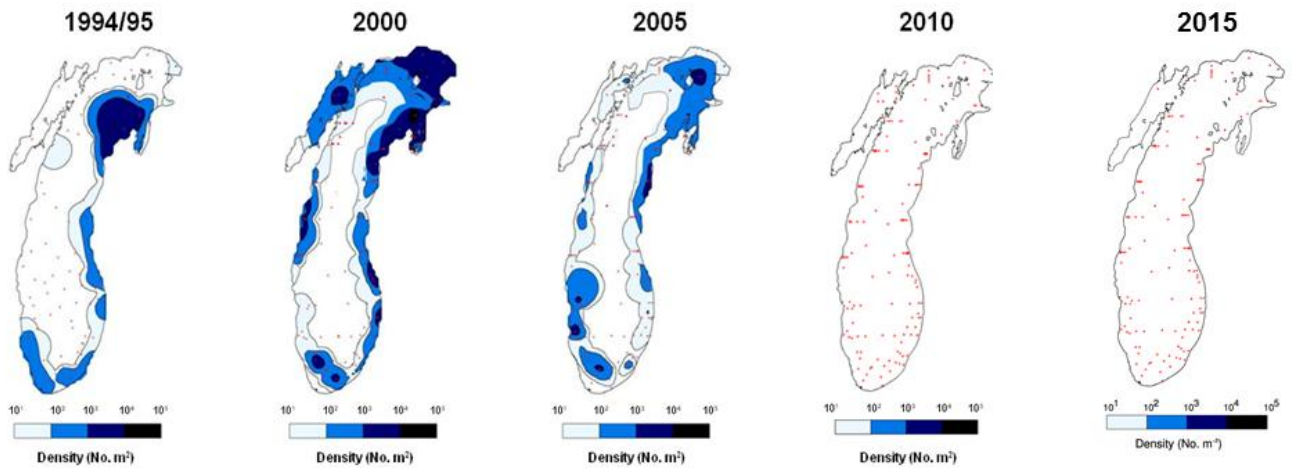 1994/95 2000 2005 2010 2015
10¹ 10² 10³ 10⁴ 10⁵ 10¹ 10² 10³ 10⁴ 10⁵ 10¹ 10² 10³ 10⁴ 10⁵ 10¹ 10² 10³ 10⁴ 10⁵ 10¹ 10² 10³ 10⁴ 10⁵
Density (No. m²) Density (No. m²) Density (No. m²) Density (No. m²) Density (No. m⁻²)